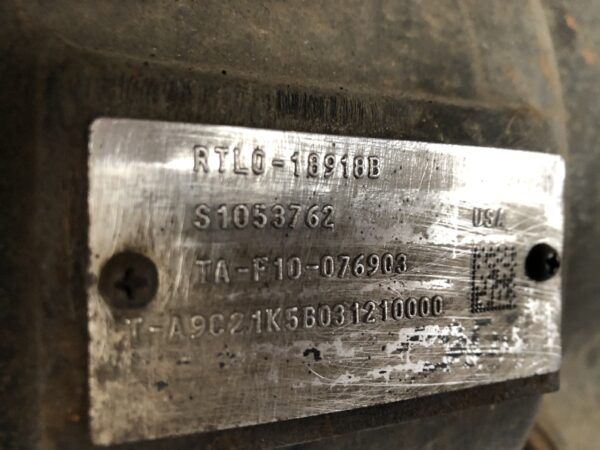 RTLO-18918B
S1053762 USA
TA-F10-076903
T-A9C21K5B031210000